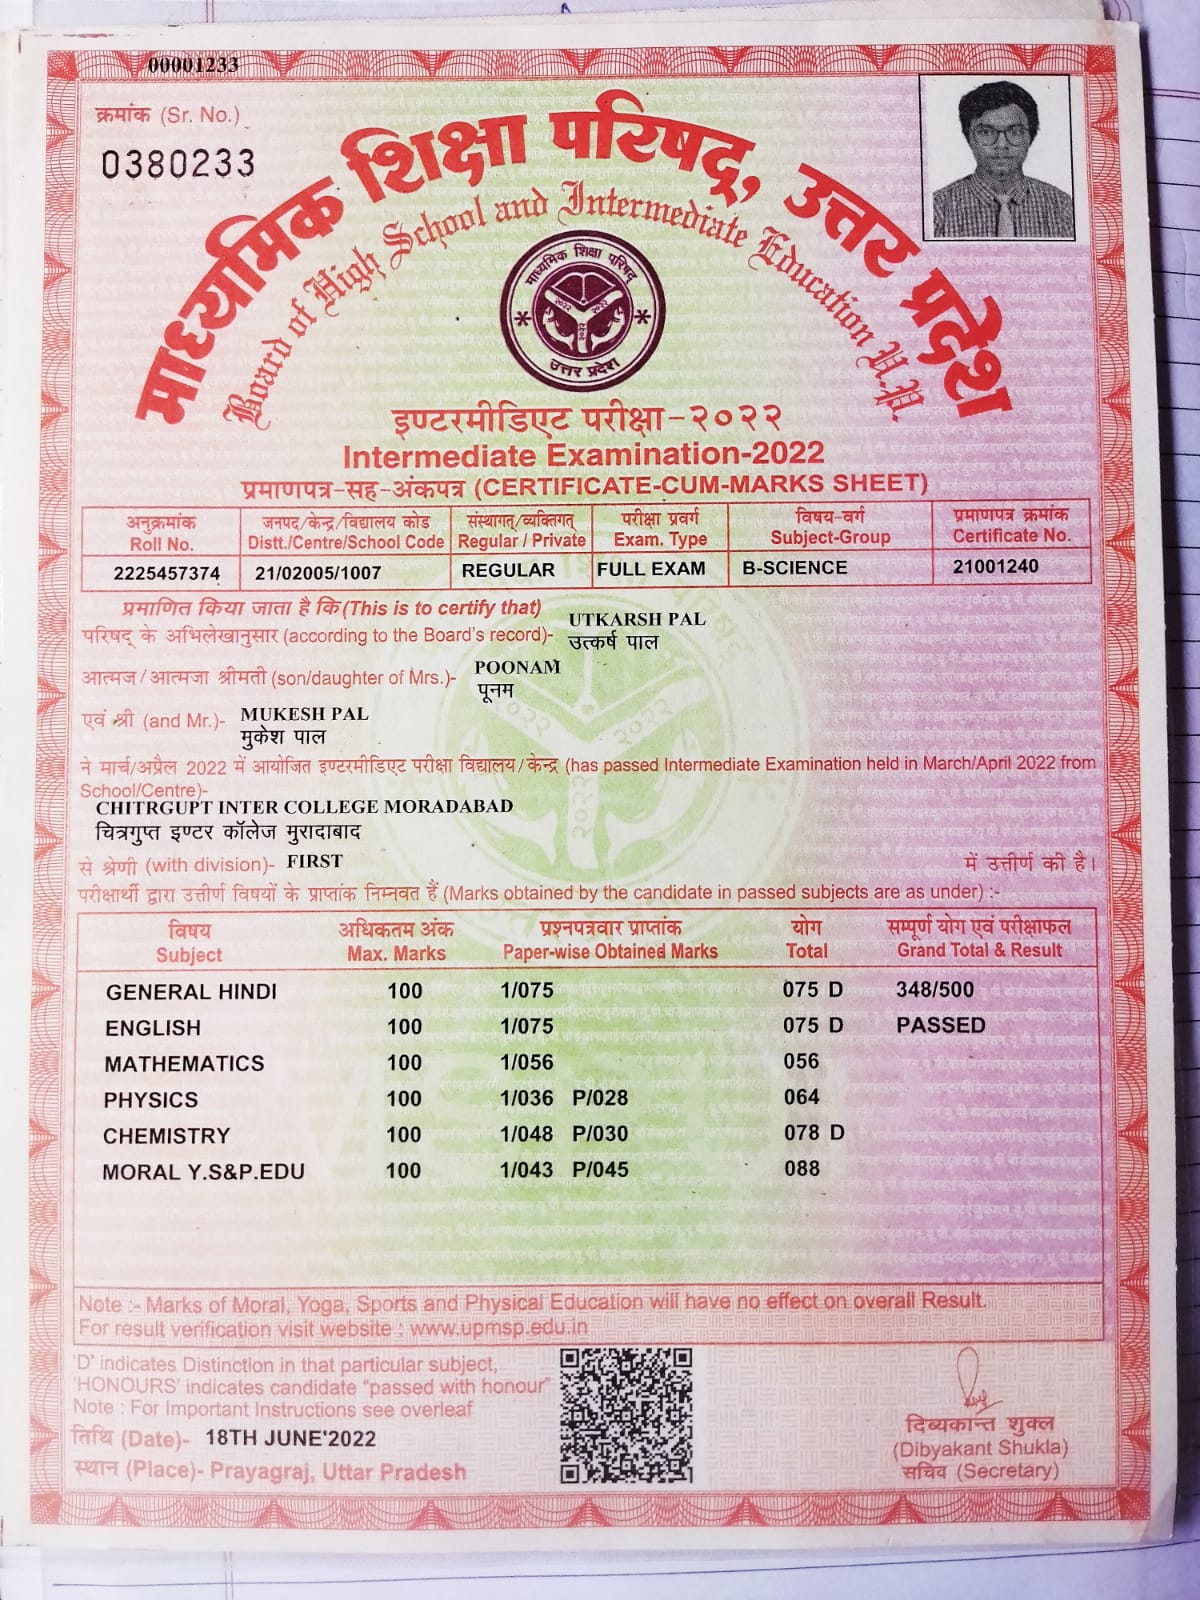 00001233
क्रमांक (Sr. No.)
0380233
माध्यमिक शिक्षा परिषद्, उत्तर प्रदेश
Board of High School and Intermediate Education U.P.
माध्यमिक शिक्षा परिषद्
२०२२ २०२२
२०२२
उत्तर प्रदेश
इण्टरमीडिएट परीक्षा-२०२२
Intermediate Examination-2022
प्रमाणपत्र-सह-अंकपत्र (CERTIFICATE-CUM-MARKS SHEET)
अनुक्रमांक जनपद/केन्द्र/विद्यालय कोड संस्थागत्/व्यक्तिगत् परीक्षा प्रवर्ग विषय-वर्ग प्रमाणपत्र क्रमांक
Roll No. Distt./Centre/School Code Regular / Private Exam. Type Subject-Group Certificate No.
2225457374 21/02005/1007 REGULAR FULL EXAM B-SCIENCE 21001240
प्रमाणित किया जाता है कि (This is to certify that)
UTKARSH PAL
परिषद् के अभिलेखानुसार (according to the Board's record)- उत्कर्ष पाल
POONAM
आत्मज/आत्मजा श्रीमती (son/daughter of Mrs.)- पूनम
एवं श्री (and Mr.)- MUKESH PAL
मुकेश पाल
ने मार्च/अप्रैल 2022 में आयोजित इण्टरमीडिएट परीक्षा विद्यालय/केन्द्र (has passed Intermediate Examination held in March/April 2022 from
School/Centre)-
CHITRGUPT INTER COLLEGE MORADABAD
चित्रगुप्त इण्टर कॉलेज मुरादाबाद
से श्रेणी (with division)- FIRST में उत्तीर्ण की है।
परीक्षार्थी द्वारा उत्तीर्ण विषयों के प्राप्तांक निम्नवत हैं (Marks obtained by the candidate in passed subjects are as under) :-
विषय अधिकतम अंक प्रश्नपत्रवार प्राप्तांक योग सम्पूर्ण योग एवं परीक्षाफल
Subject Max. Marks Paper-wise Obtained Marks Total Grand Total & Result
GENERAL HINDI 100 1/075 075 D 348/500
ENGLISH 100 1/075 075 D PASSED
MATHEMATICS 100 1/056 056
PHYSICS 100 1/036 P/028 064
CHEMISTRY 100 1/048 P/030 078 D
MORAL Y.S&P.EDU 100 1/043 P/045 088
Note :- Marks of Moral, Yoga, Sports and Physical Education will have no effect on overall Result.
For result verification visit website : www.upmsp.edu.in
'D' indicates Distinction in that particular subject,
'HONOURS' indicates candidate "passed with honour"
Note : For Important Instructions see overleaf
तिथि (Date)- 18TH JUNE'2022
स्थान (Place)- Prayagraj, Uttar Pradesh
दिब्यकान्त शुक्ल
(Dibyakant Shukla)
सचिव (Secretary)